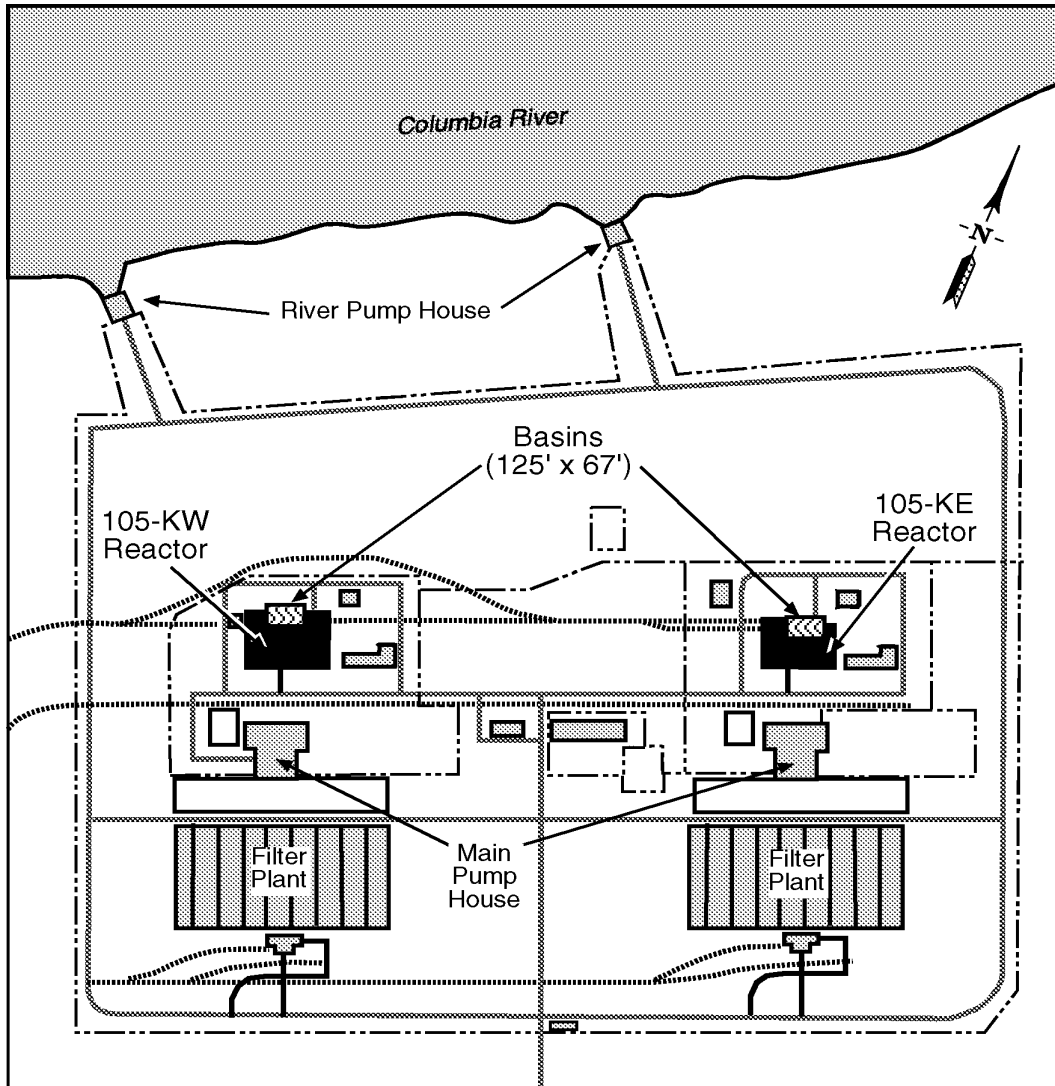 Columbia River
N
River Pump House
Basins
(125' x 67')
105-KW
Reactor
105-KE
Reactor
Filter
Plant
Main
Pump
House
Filter
Plant